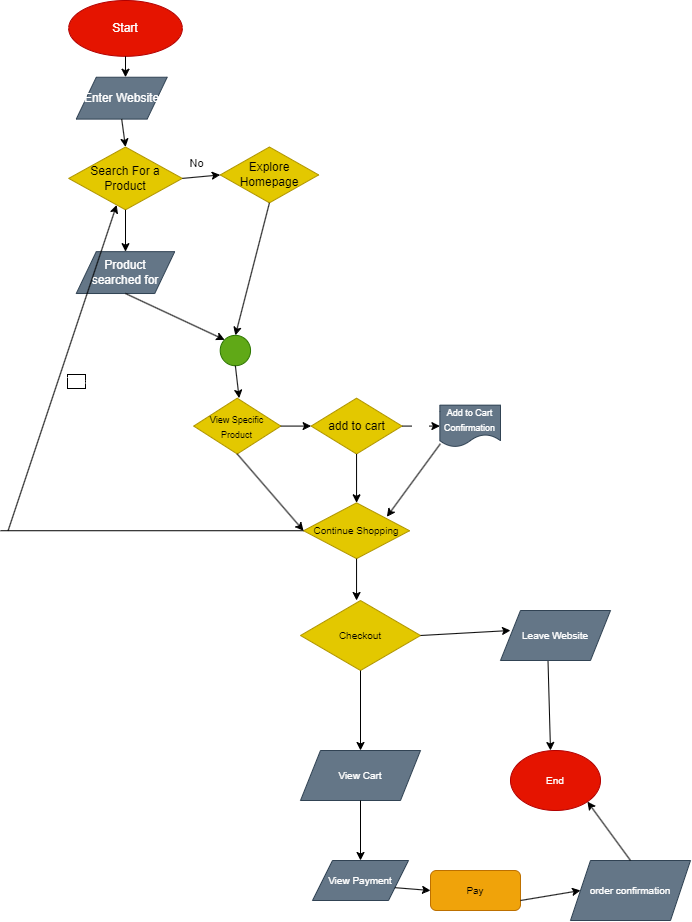 Start
Enter Website
Search For a
Product
No
Explore
Homepage
Product
searched for
View Specific
Product
add to cart
Add to Cart
Confirmation
Continue Shopping
Checkout
Leave Website
View Cart
End
View Payment
Pay
order confirmation